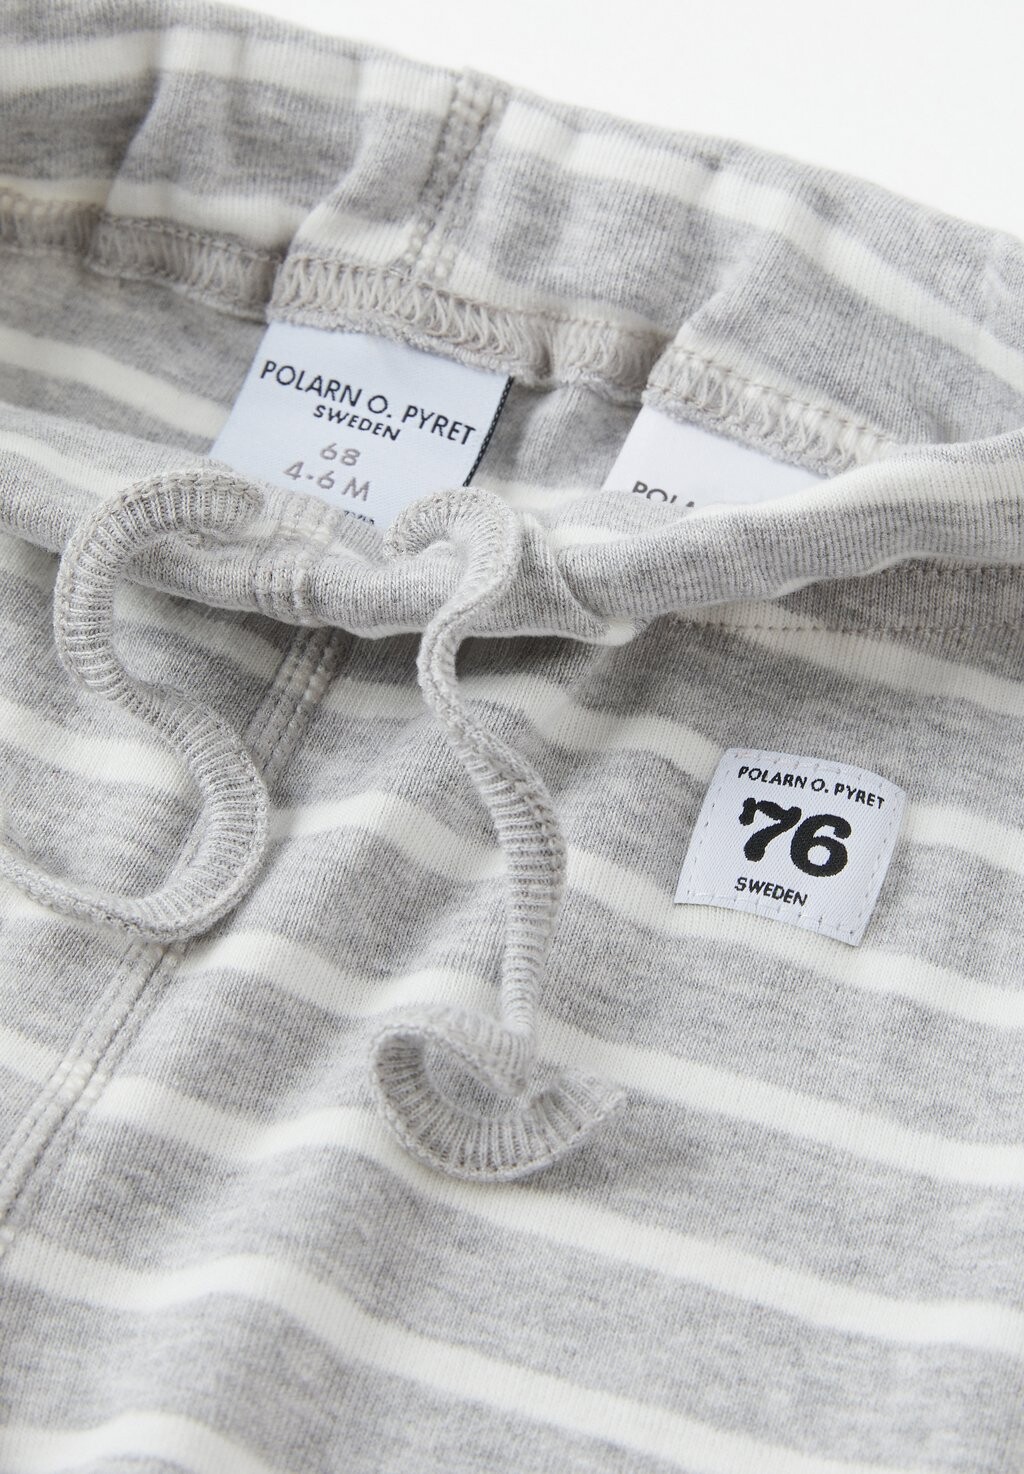 POLARN O. PYRET
SWEDEN
68
4-6 M
POLARN O. PYRET
76
SWEDEN